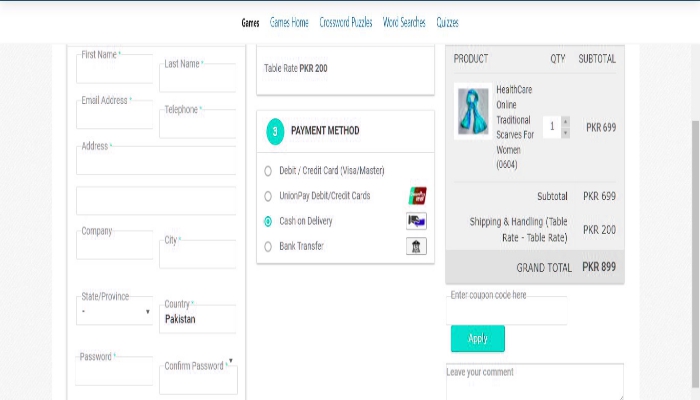 Games Games Home Crossword Puzzles Word Searches Quizzes
First Name *
Last Name *
Email Address *
Telephone *
Address *
Company
City *
State/Province
-
Country *
Pakistan
Password *
Confirm Password *
Table Rate PKR 200
3 PAYMENT METHOD
Debit / Credit Card (Visa/Master)
UnionPay Debit/Credit Cards
Cash on Delivery
Bank Transfer
PRODUCT QTY SUBTOTAL
HealthCare
Online
Traditional
Scarves For
Women
(0604)
1
PKR 699
Subtotal PKR 699
Shipping & Handling (Table
Rate - Table Rate)
PKR 200
GRAND TOTAL PKR 899
Enter coupon code here
Apply
Leave your comment